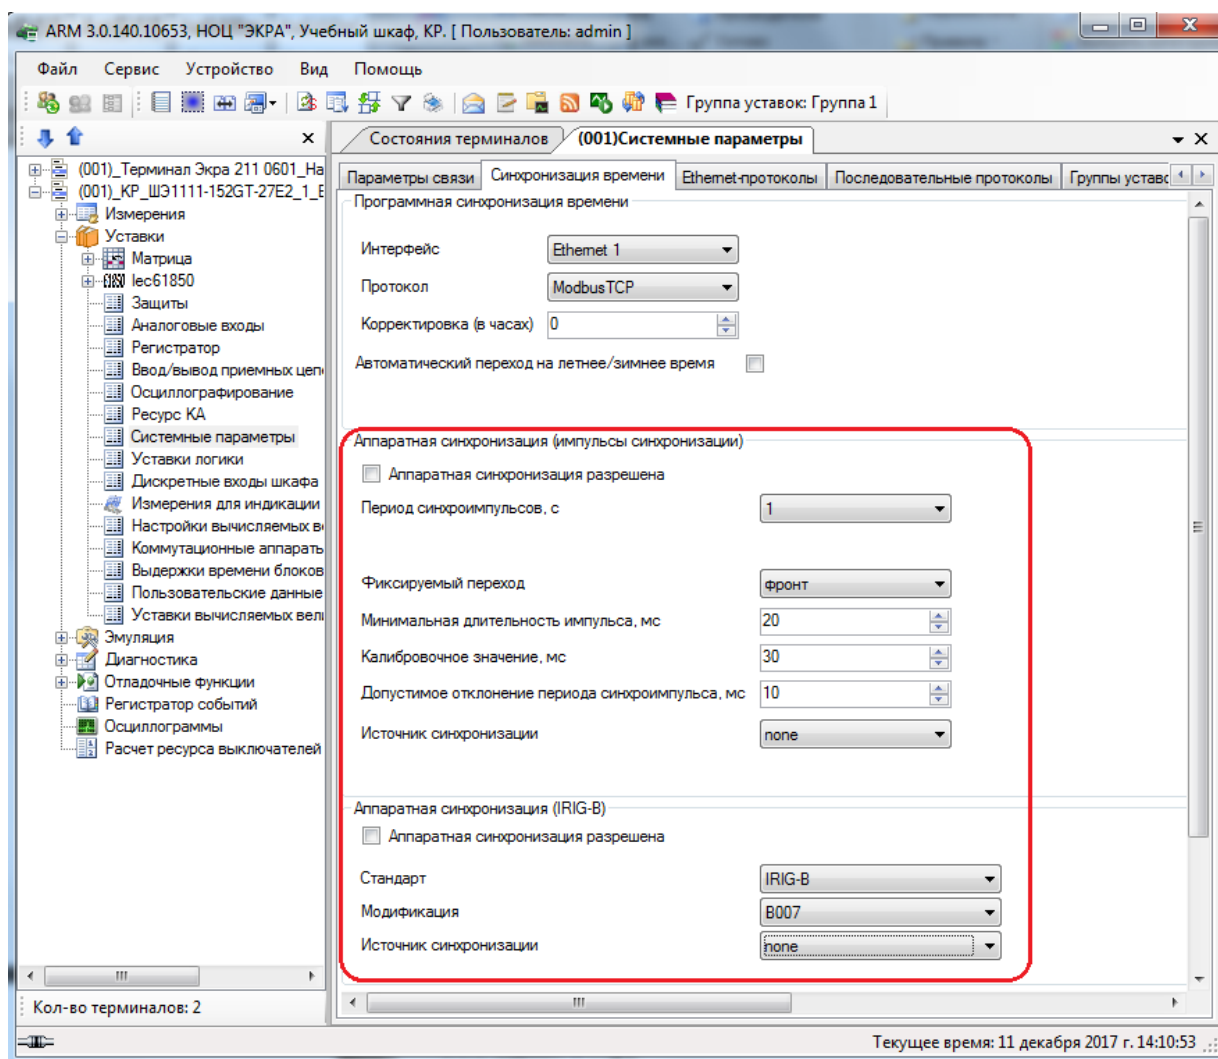 ARM 3.0.140.10653, НОЦ "ЭКРА", Учебный шкаф, КР. [ Пользователь: admin ]
Файл Сервис Устройство Вид Помощь
Группа уставок: Группа 1
Состояния терминалов (001)Системные параметры
Параметры связи Синхронизация времени Ethernet-протоколы Последовательные протоколы Группы уставо
(001)_Терминал Экра 211 0601_На
(001)_КР_ШЭ1111-152GT-27E2_1_E
Измерения
Уставки
Матрица
Iec61850
Защиты
Аналоговые входы
Регистратор
Ввод/вывод приемных цеп
Осциллографирование
Ресурс КА
Системные параметры
Уставки логики
Дискретные входы шкафа
Измерения для индикации
Настройки вычисляемых в
Коммутационные аппарать
Выдержки времени блоков
Пользовательские данные
Уставки вычисляемых вел
Эмуляция
Диагностика
Отладочные функции
Регистратор событий
Осциллограммы
Расчет ресурса выключателей
Кол-во терминалов: 2
Программная синхронизация времени
Интерфейс Ethernet 1
Протокол ModbusTCP
Корректировка (в часах) 0
Автоматический переход на летнее/зимнее время
Аппаратная синхронизация (импульсы синхронизации)
Аппаратная синхронизация разрешена
Период синхроимпульсов, с 1
Фиксируемый переход фронт
Минимальная длительность импульса, мс 20
Калибровочное значение, мс 30
Допустимое отклонение периода синхроимпульса, мс 10
Источник синхронизации none
Аппаратная синхронизация (IRIG-B)
Аппаратная синхронизация разрешена
Стандарт IRIG-B
Модификация B007
Источник синхронизации none
Текущее время: 11 декабря 2017 г. 14:10:53